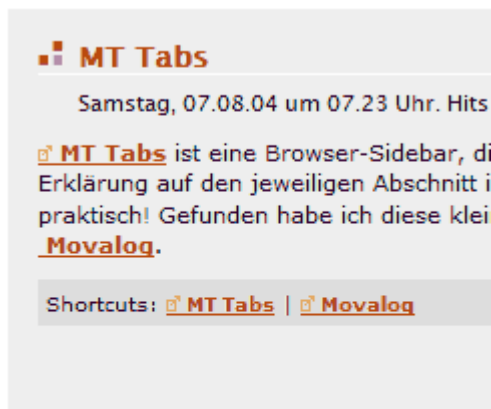 MT Tabs
Samstag, 07.08.04 um 07.23 Uhr. Hits
MT Tabs ist eine Browser-Sidebar, di
Erklärung auf den jeweiligen Abschnitt i
praktisch! Gefunden habe ich diese klei
Movalog.
Shortcuts: MT Tabs | Movalog